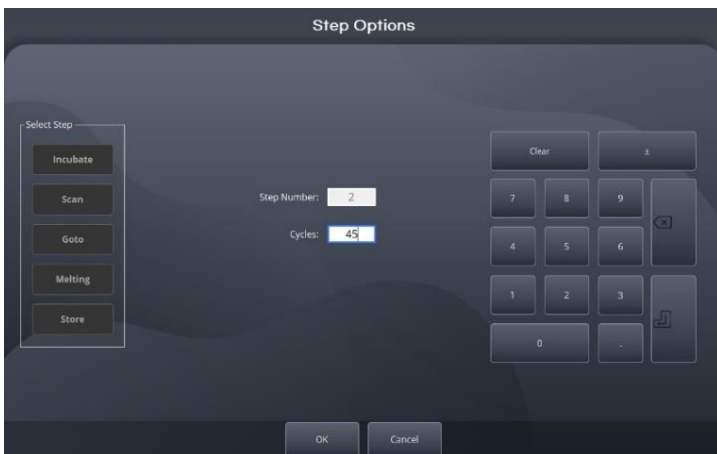 Step Options
Select Step
Incubate
Scan
Goto
Melting
Store
Step Number: 2
Cycles: 45
Clear ±
7 8 9
4 5 6
1 2 3
0 .
OK Cancel